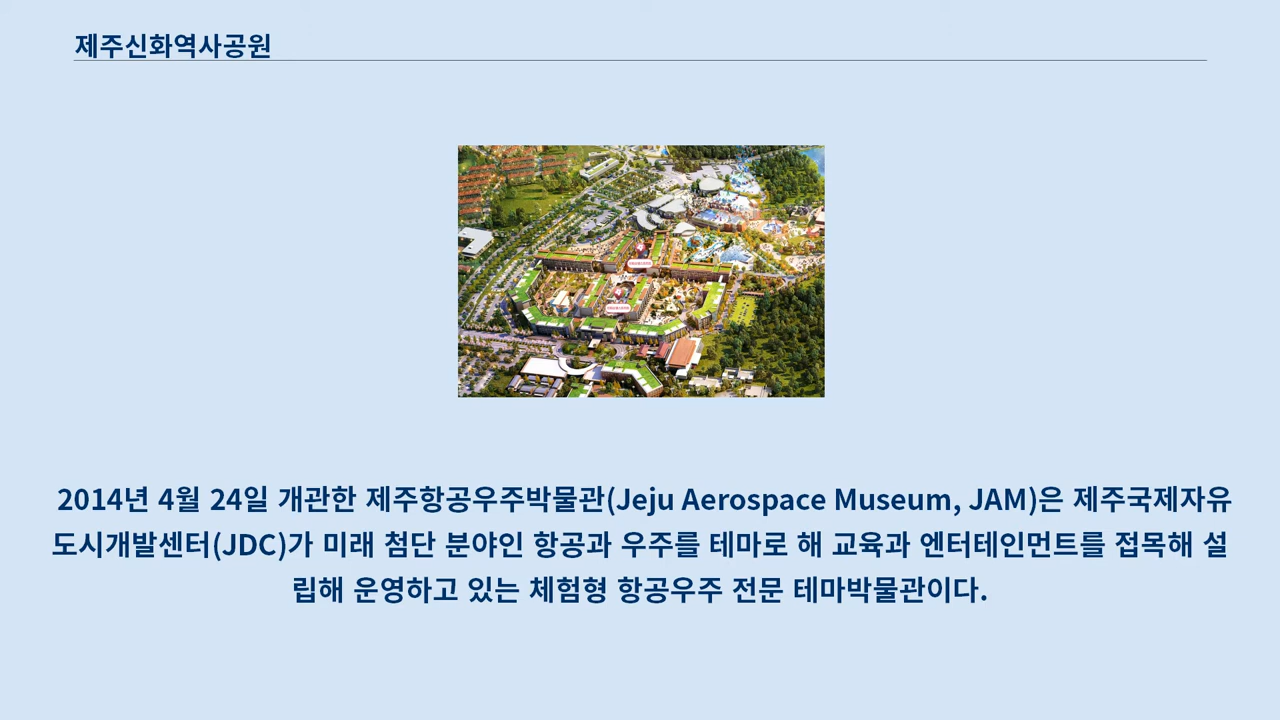 제주신화역사공원
2014년 4월 24일 개관한 제주항공우주박물관(Jeju Aerospace Museum, JAM)은 제주국제자유
도시개발센터(JDC)가 미래 첨단 분야인 항공과 우주를 테마로 해 교육과 엔터테인먼트를 접목해 설
립해 운영하고 있는 체험형 항공우주 전문 테마박물관이다.